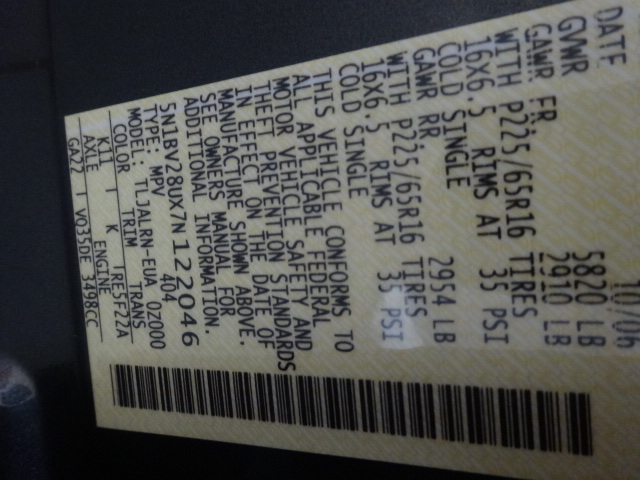 DATE 10/06
GVWR 5820 LB
GAWR FR. 2910 LB
WITH P225/65R16 TIRES
16X6.5 RIMS AT 35 PSI
COLD SINGLE
GAWR RR. 2954 LB
WITH P225/65R16 TIRES
16X6.5 RIMS AT 35 PSI
COLD SINGLE
THIS VEHICLE CONFORMS TO
ALL APPLICABLE FEDERAL
MOTOR VEHICLE SAFETY AND
THEFT PREVENTION STANDARDS
IN EFFECT ON THE DATE OF
MANUFACTURE SHOWN ABOVE.
SEE OWNERS MANUAL FOR
ADDITIONAL INFORMATION.
5N1BV28UX7N122046
TYPE: MPV 404
MODEL: TLJALRN-EUA 0Z000
COLOR TRIM TRANS
K11 K TRE5F22A
AXLE ENGINE
GA22 VQ35DE 3498CC